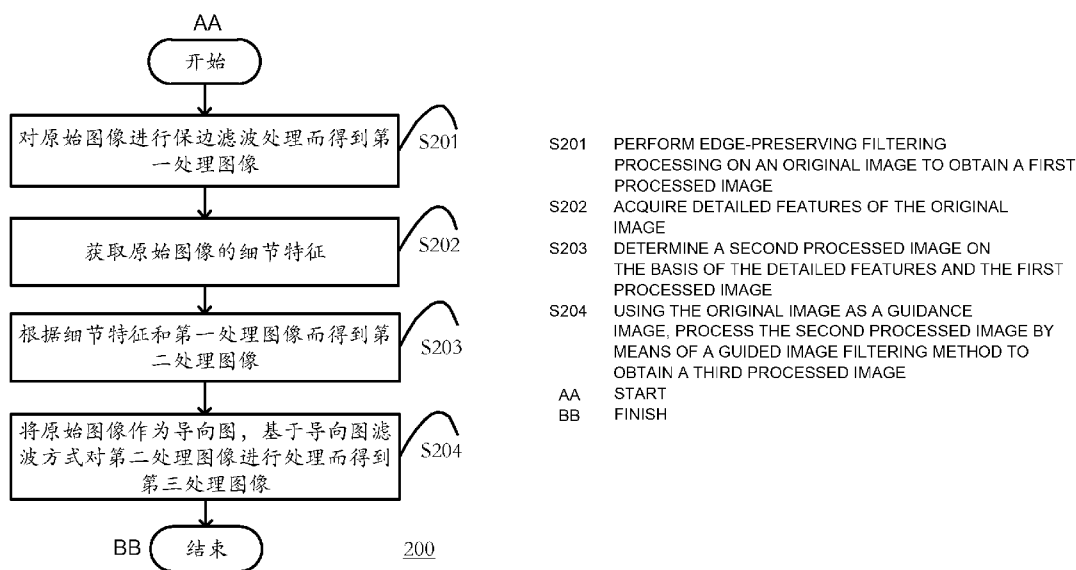 AA
开始
对原始图像进行保边滤波处理而得到第
一处理图像
S201
获取原始图像的细节特征
S202
根据细节特征和第一处理图像而得到第
二处理图像
S203
将原始图像作为导向图，基于导向图滤
波方式对第二处理图像进行处理而得到
第三处理图像
S204
BB
结束
200
S201 PERFORM EDGE-PRESERVING FILTERING
PROCESSING ON AN ORIGINAL IMAGE TO OBTAIN A FIRST
PROCESSED IMAGE
S202 ACQUIRE DETAILED FEATURES OF THE ORIGINAL
IMAGE
S203 DETERMINE A SECOND PROCESSED IMAGE ON
THE BASIS OF THE DETAILED FEATURES AND THE FIRST
PROCESSED IMAGE
S204 USING THE ORIGINAL IMAGE AS A GUIDANCE
IMAGE, PROCESS THE SECOND PROCESSED IMAGE BY
MEANS OF A GUIDED IMAGE FILTERING METHOD TO
OBTAIN A THIRD PROCESSED IMAGE
AA START
BB FINISH